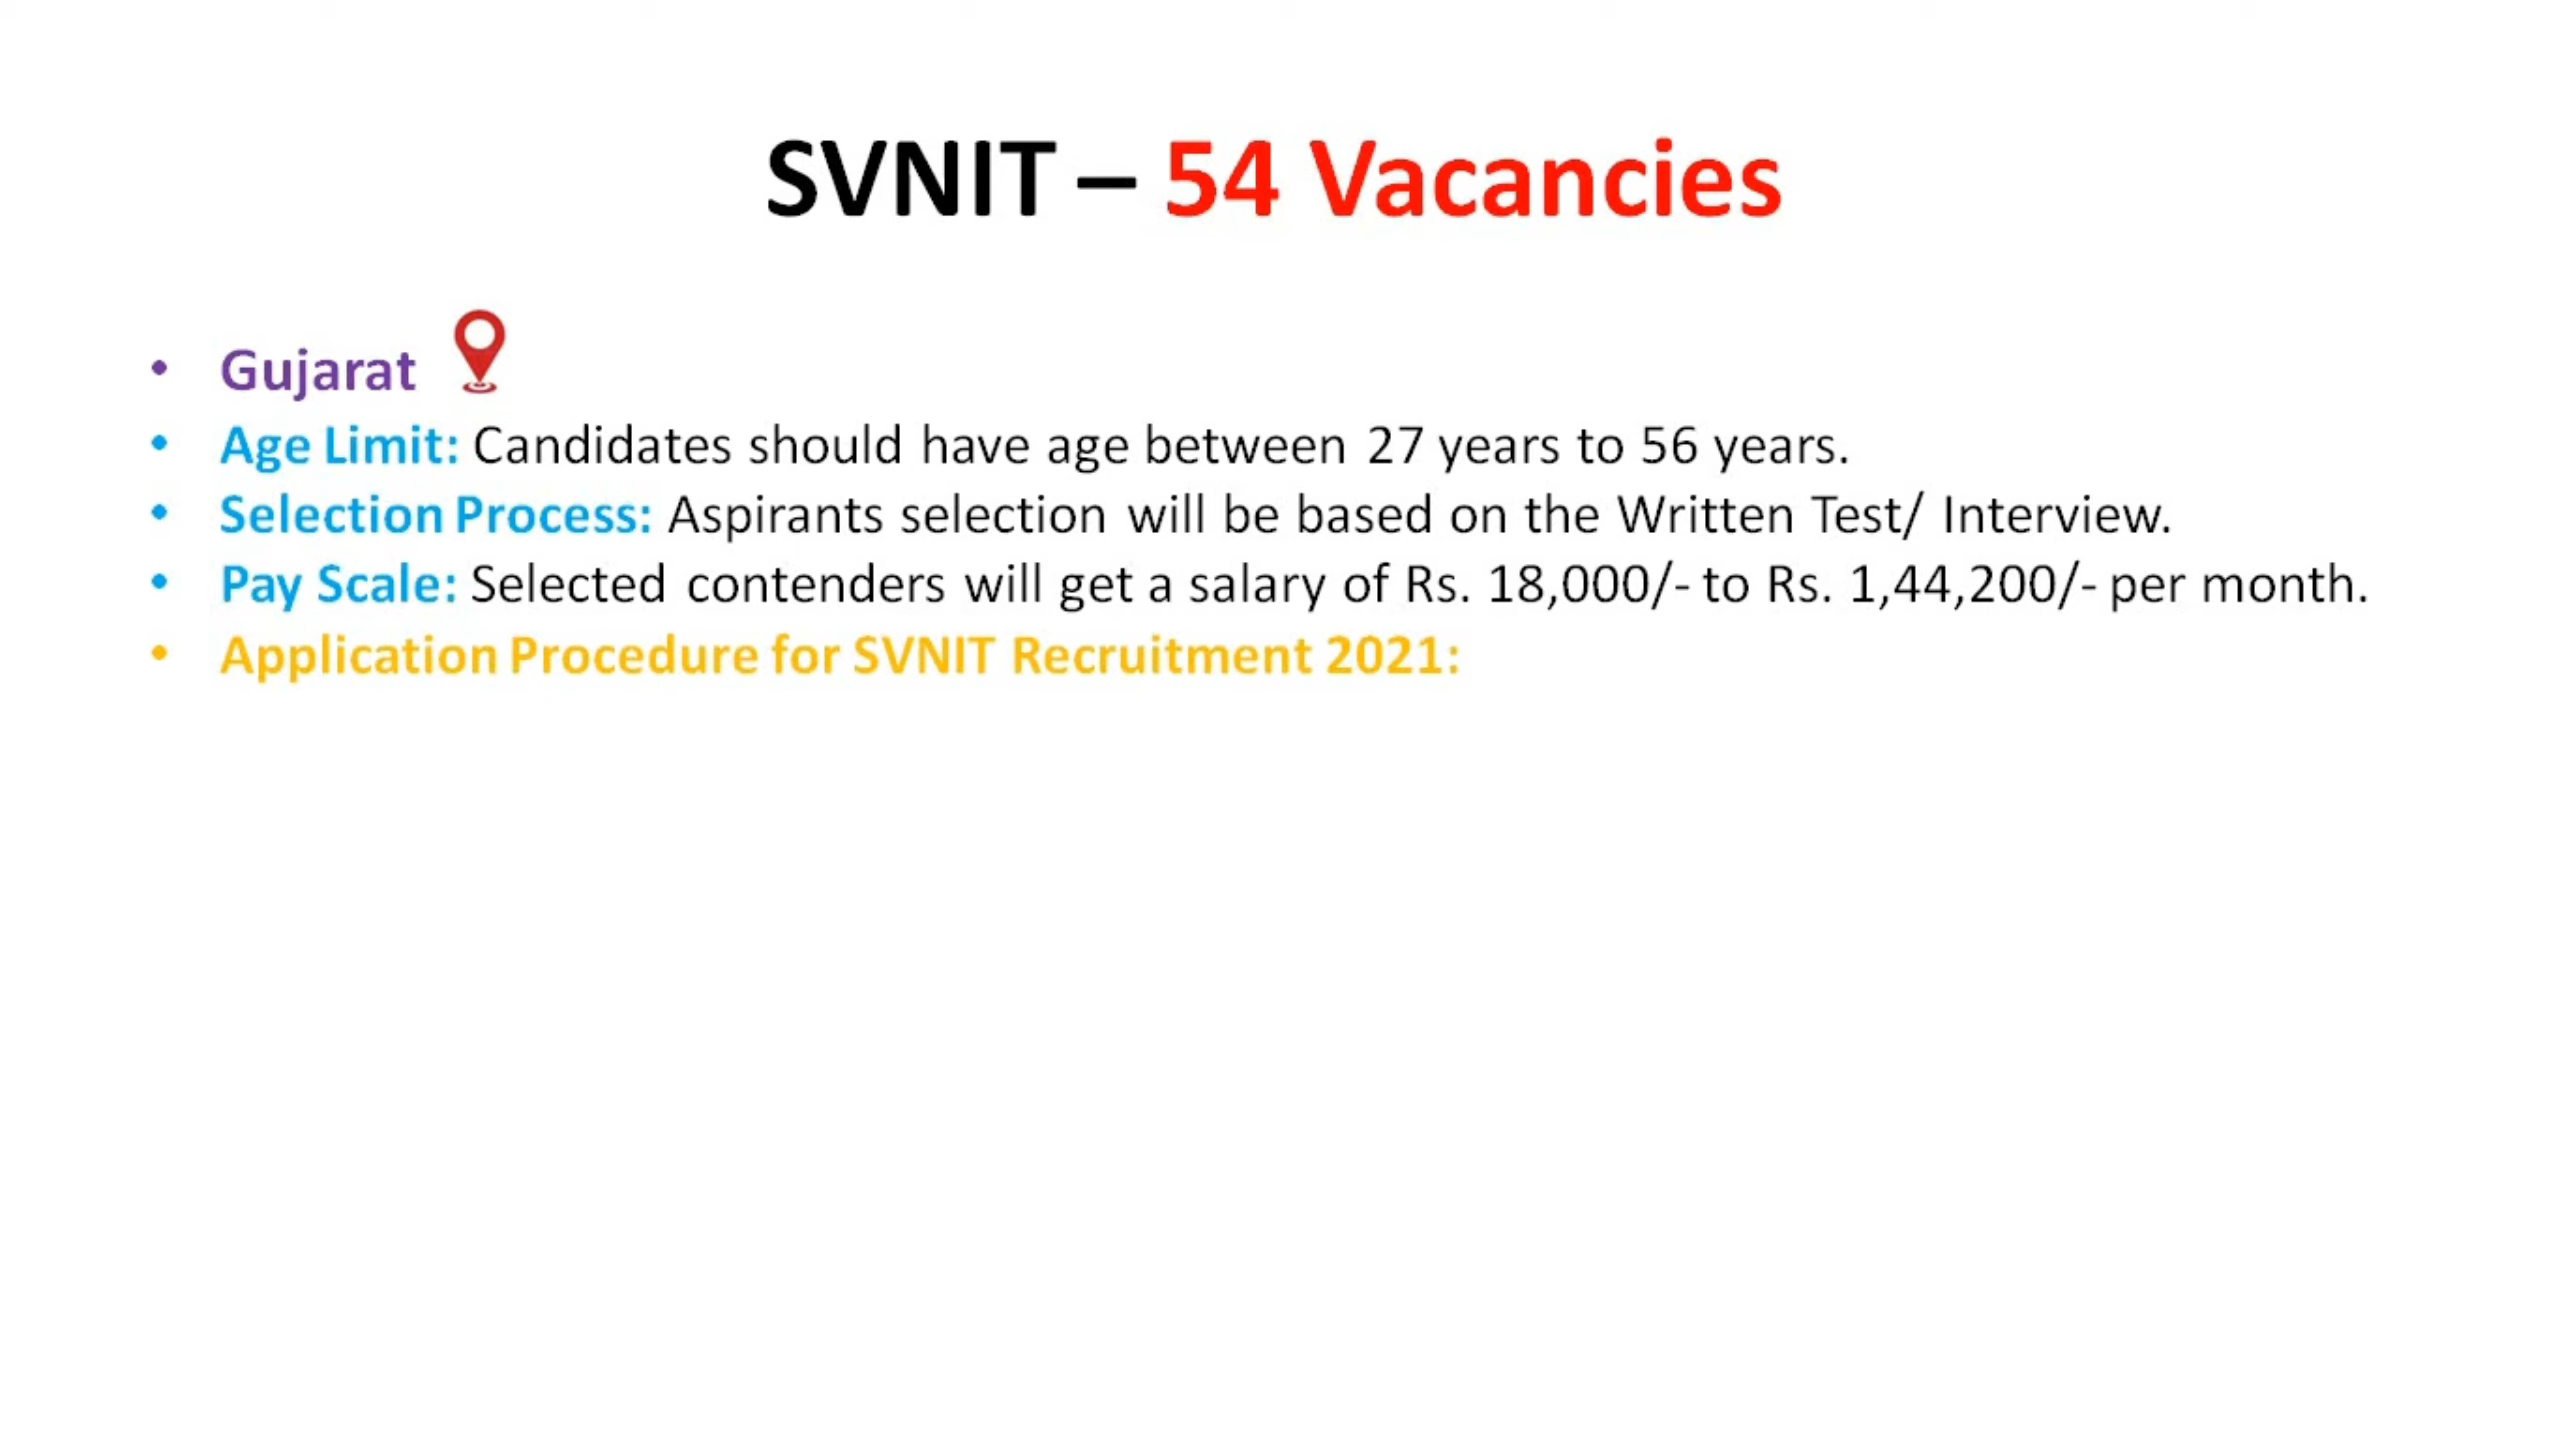 SVNIT – 54 Vacancies
• Gujarat
• Age Limit: Candidates should have age between 27 years to 56 years.
• Selection Process: Aspirants selection will be based on the Written Test/ Interview.
• Pay Scale: Selected contenders will get a salary of Rs. 18,000/- to Rs. 1,44,200/- per month.
• Application Procedure for SVNIT Recruitment 2021: